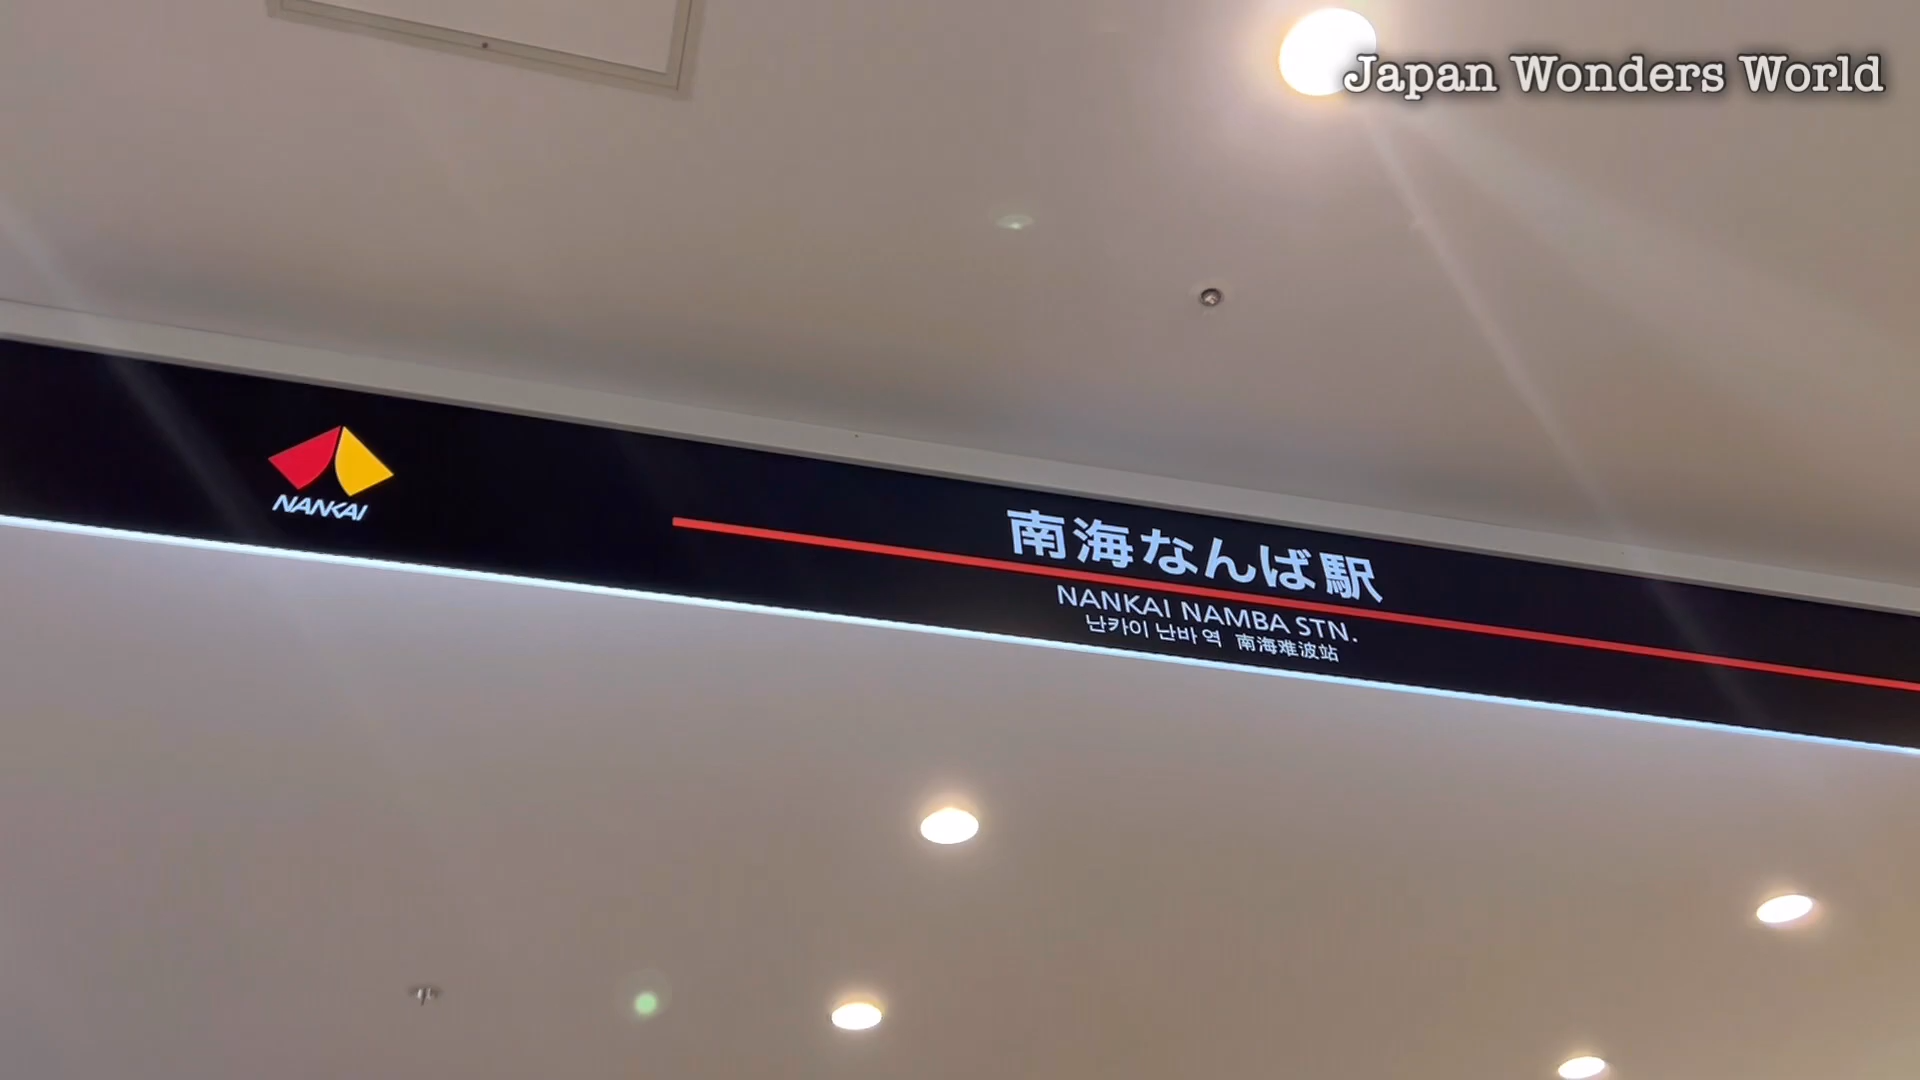 Japan Wonders World
NANKAI
南海なんば駅
NANKAI NAMBA STN.
난카이 난바 역 南海难波站